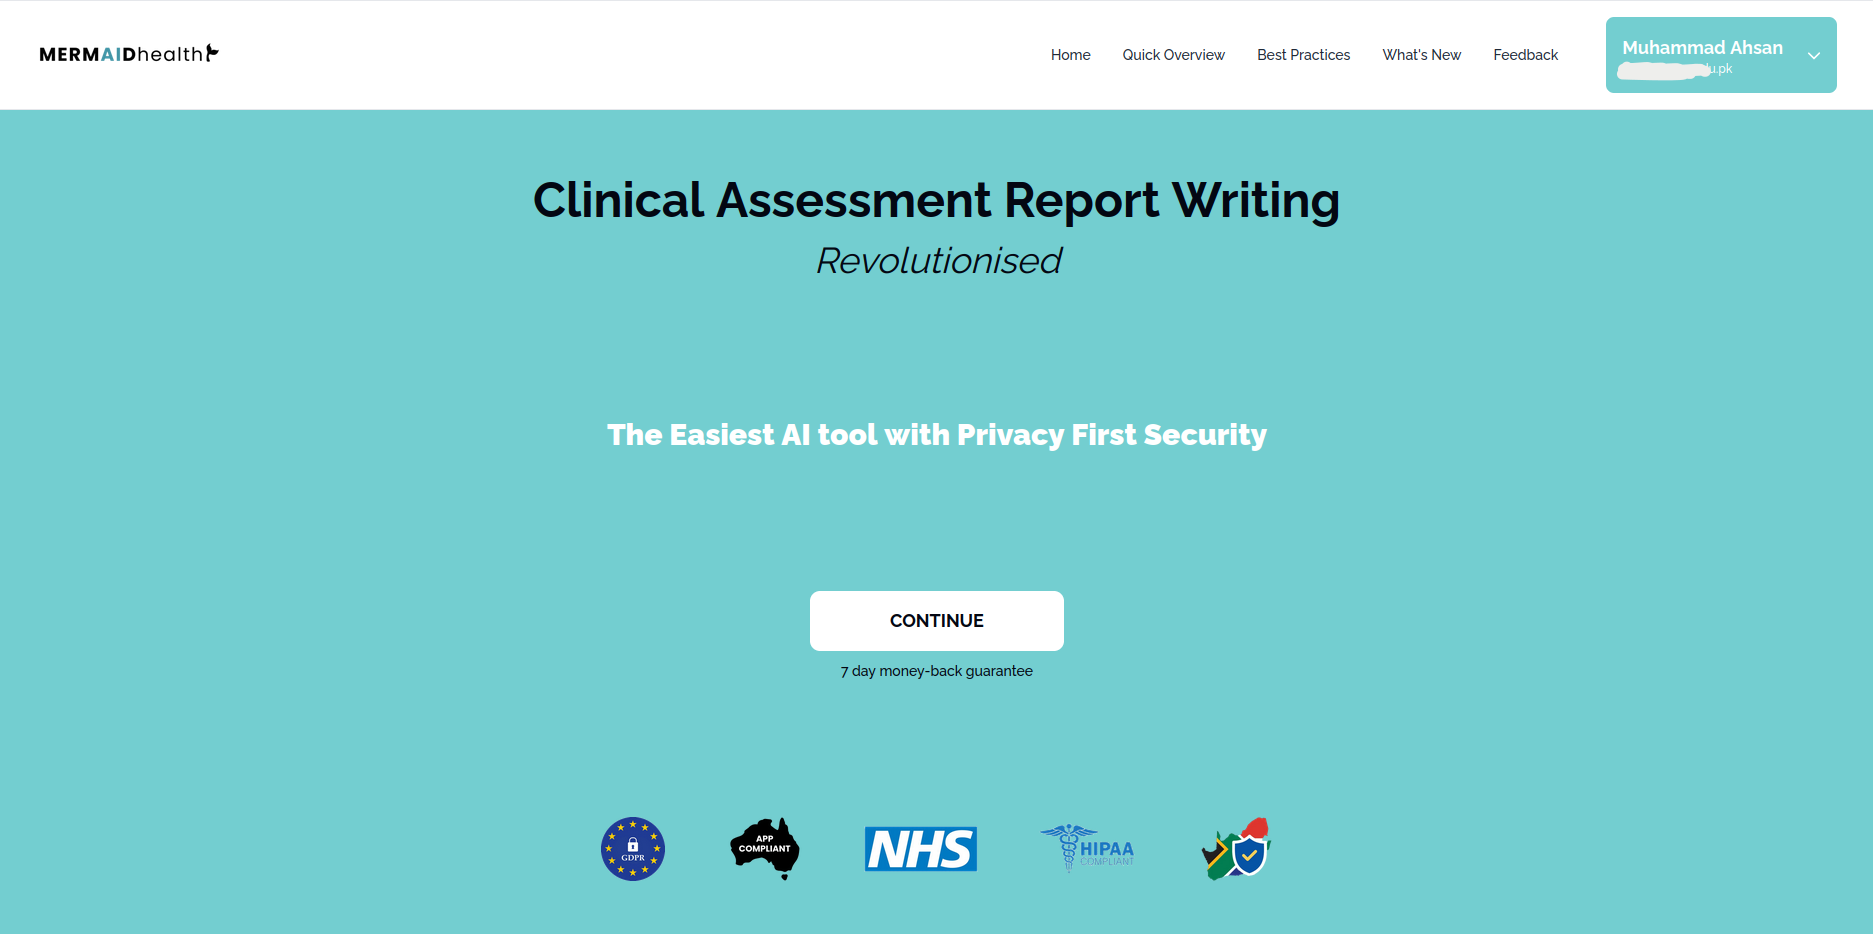 MERMAIDhealth
Home Quick Overview Best Practices What's New Feedback
Muhammad Ahsan
u.pk
Clinical Assessment Report Writing
Revolutionised
The Easiest AI tool with Privacy First Security
CONTINUE
7 day money-back guarantee
GDPR
APP
COMPLIANT
NHS
HIPAA
COMPLIANT